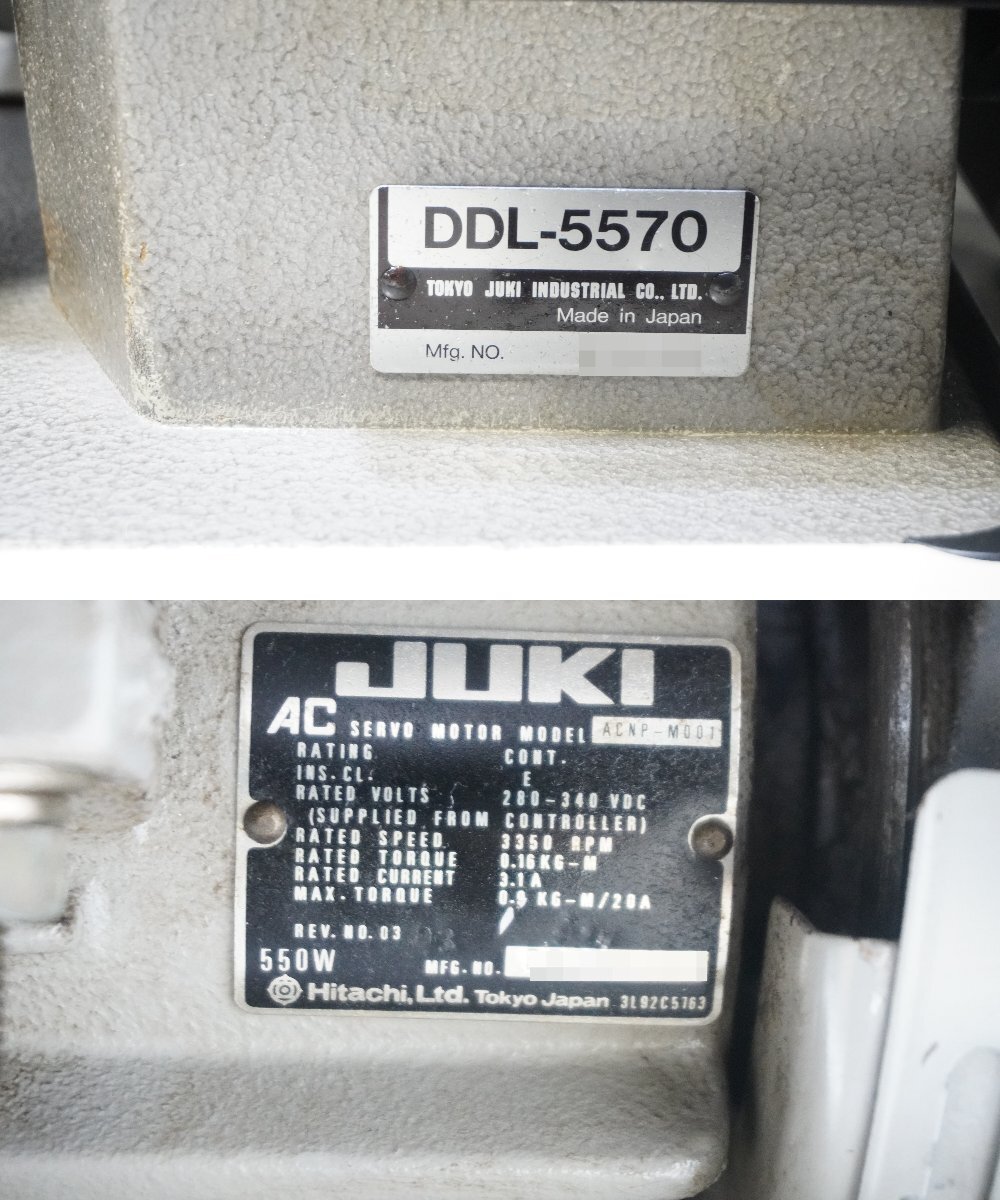 DDL-5570
TOKYO JUKI INDUSTRIAL CO., LTD.
Made in Japan
Mfg. NO.
JUKI
AC SERVO MOTOR MODEL ACNP-M001
RATING CONT.
INS.CL. E
RATED VOLTS 280-340 VDC
(SUPPLIED FROM CONTROLLER)
RATED SPEED 3350 RPM
RATED TORQUE 0.16KG-M
RATED CURRENT 3.1A
MAX.TORQUE 0.9 KG-M/20A
REV.NO.03
550W MFG.NO.
Hitachi, Ltd. Tokyo Japan 3L92C5763